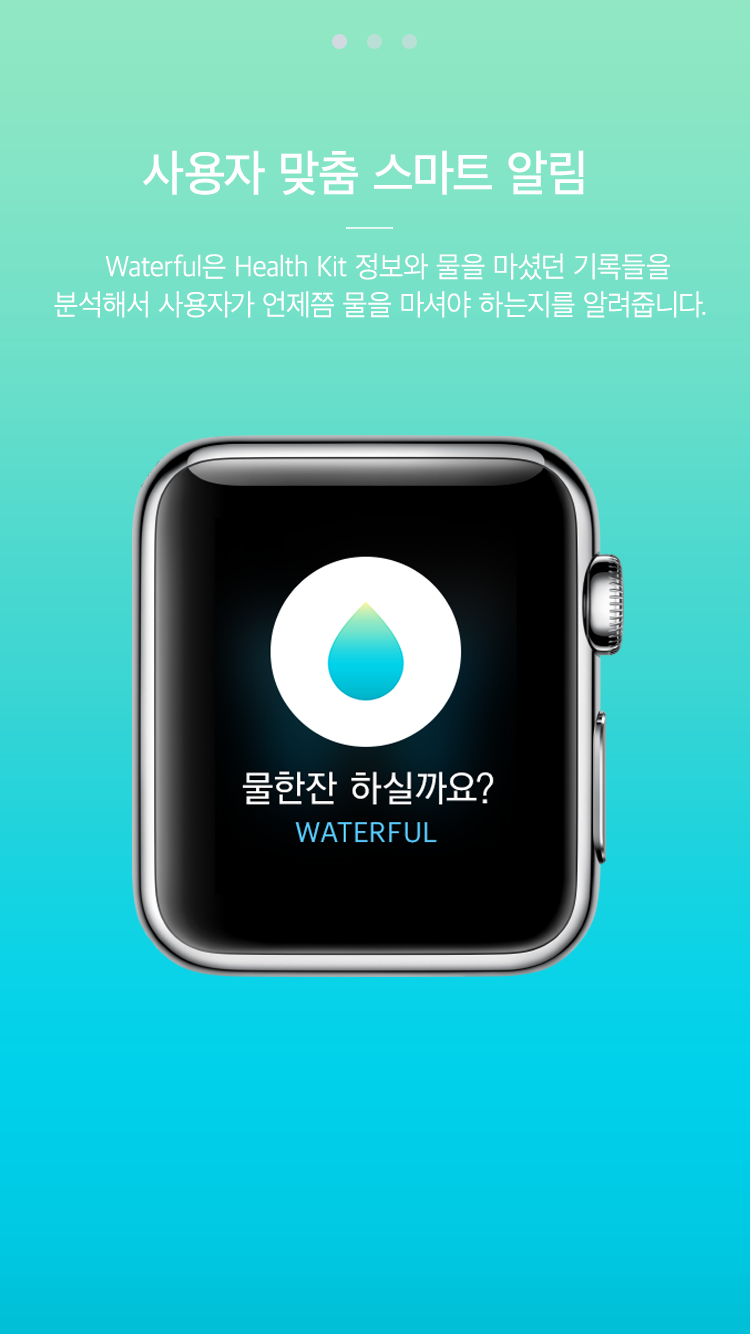 사용자 맞춤 스마트 알림
Waterful은 Health Kit 정보와 물을 마셨던 기록들을
분석해서 사용자가 언제쯤 물을 마셔야 하는지를 알려줍니다.
물한잔 하실까요?
WATERFUL